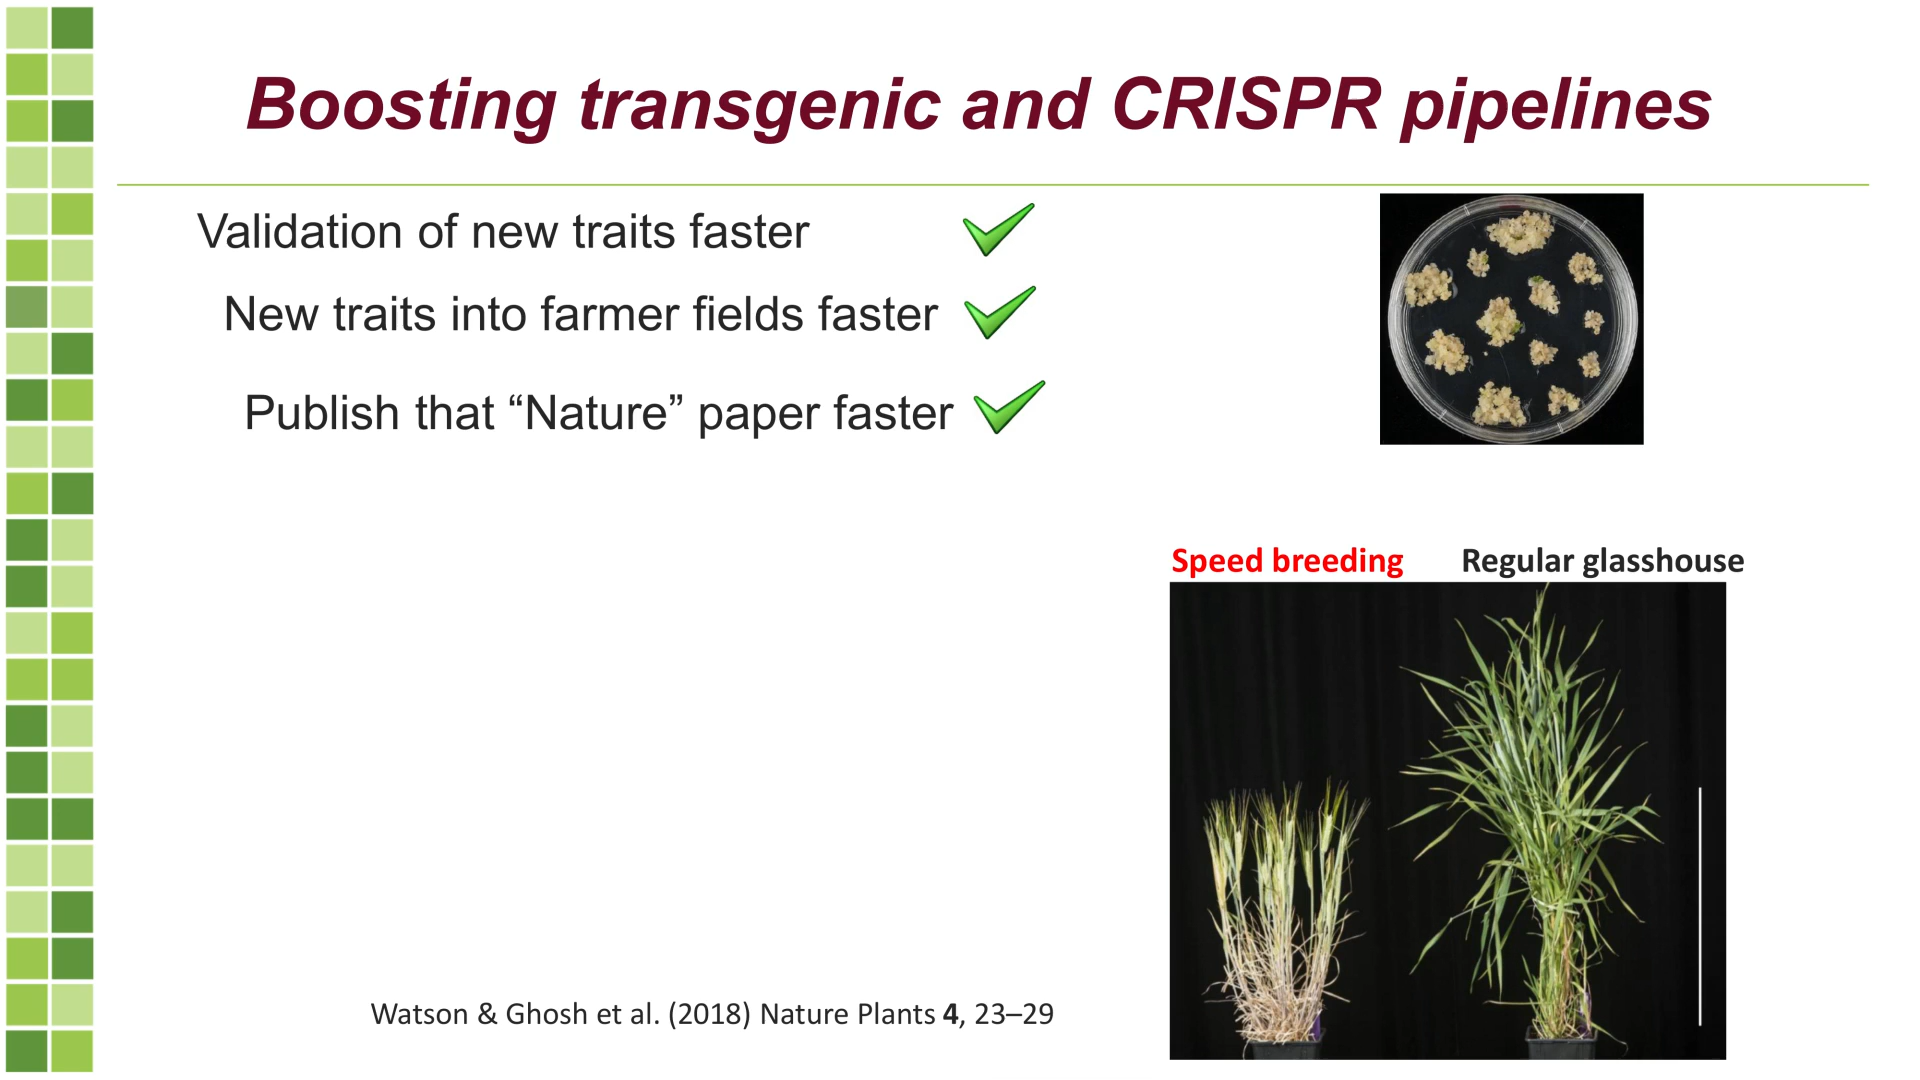 Boosting transgenic and CRISPR pipelines
Validation of new traits faster
New traits into farmer fields faster
Publish that “Nature” paper faster
Speed breeding
Regular glasshouse
Watson & Ghosh et al. (2018) Nature Plants 4, 23–29